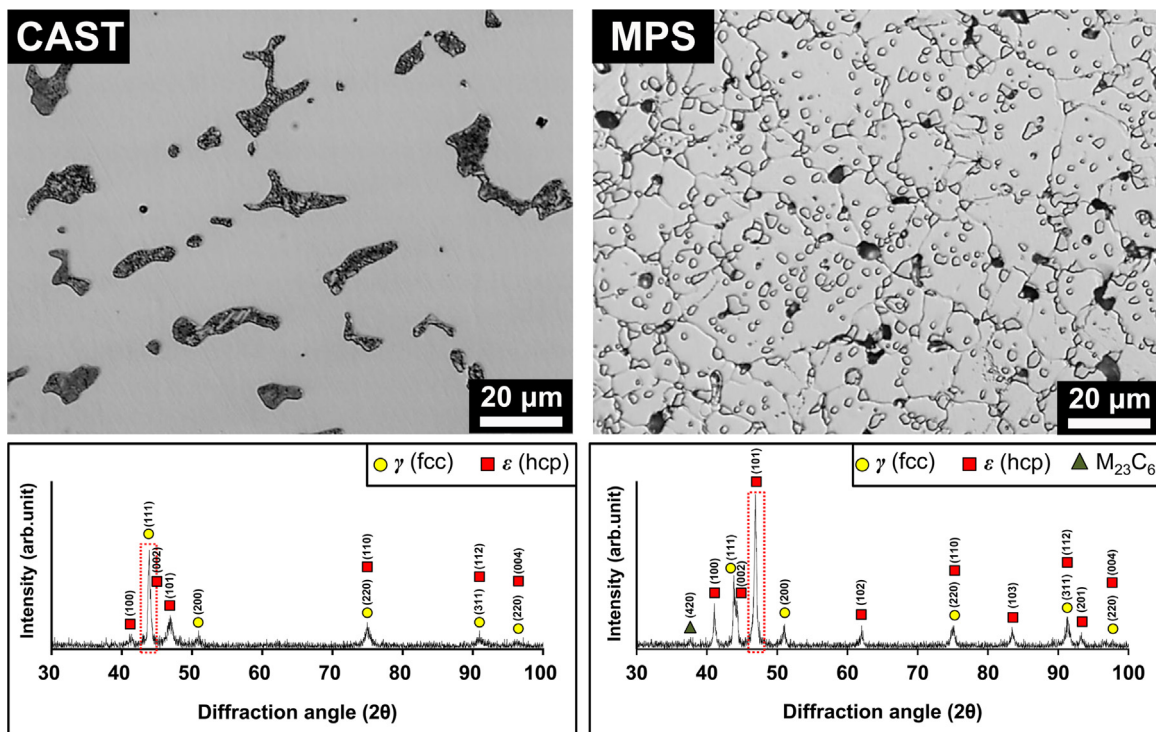 CAST
20 μm
MPS
20 μm
γ (fcc) ε (hcp)
Intensity (arb.unit)
(100)
(111)
(002)
(101)
(200)
(110)
(220)
(112)
(311)
(004)
(220)
30 40 50 60 70 80 90 100
Diffraction angle (2θ)
γ (fcc) ε (hcp) M23C6
Intensity (arb.unit)
(420)
(100)
(111)
(002)
(101)
(200)
(102)
(110)
(220)
(103)
(112)
(311)
(201)
(004)
(220)
30 40 50 60 70 80 90 100
Diffraction angle (2θ)